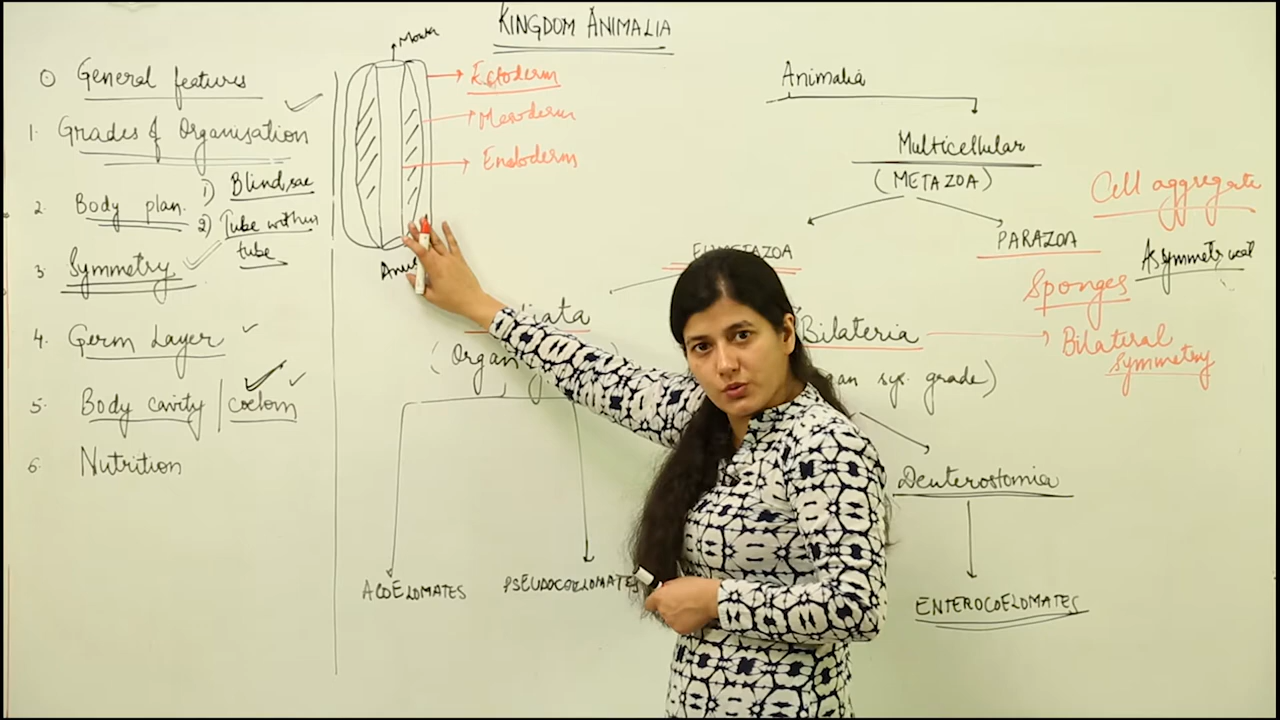 KINGDOM ANIMALIA
General features
1. Grades of Organisation
2. Body plan. 1) Blind sac
2) Tube within
tube
3. Symmetry
4. Germ Layer
5. Body cavity | coelom
6. Nutrition
Mouth
Ectoderm
Mesoderm
Endoderm
Animalia
Multicellular
(METAZOA)
Cell aggregate
EUMETAZOA
PARAZOA
Asymmetrical
Sponges
Bilateria
Bilateral
symmetry
sys. grade)
Deuterostomia
ACOELOMATES
PSEUDOCOELOMATES
ENTEROCOELOMATES